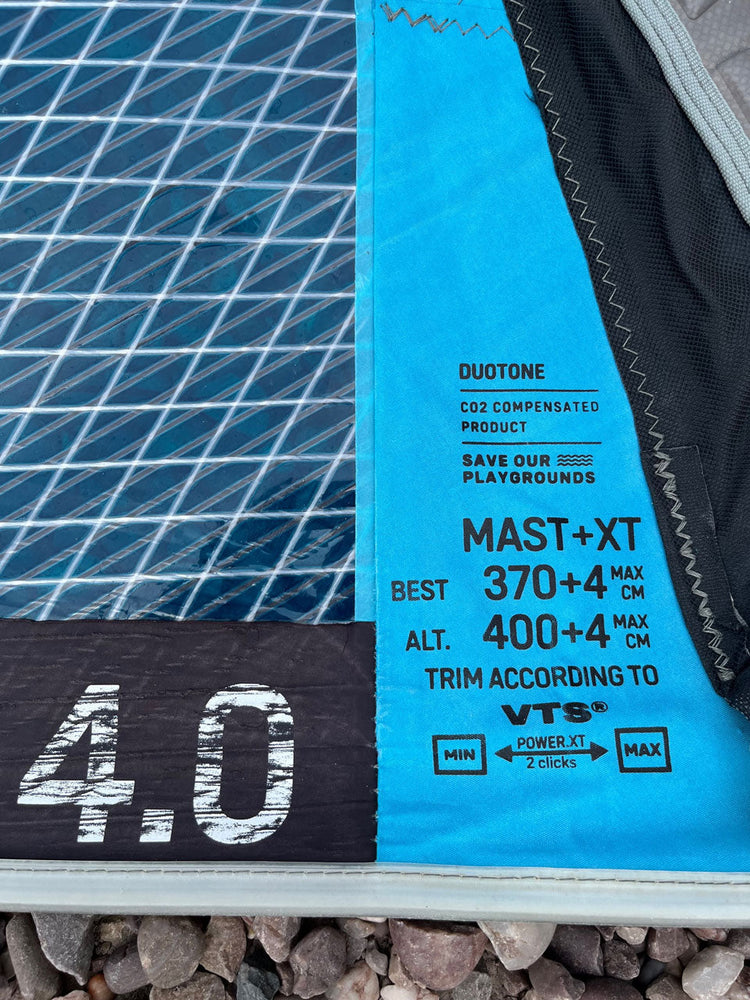 DUOTONE
CO2 COMPENSATED
PRODUCT
SAVE OUR
PLAYGROUNDS
MAST+XT
BEST 370+4 MAX CM
ALT. 400+4 MAX CM
TRIM ACCORDING TO
VTS®
MIN POWER.XT MAX
2 clicks
4.0